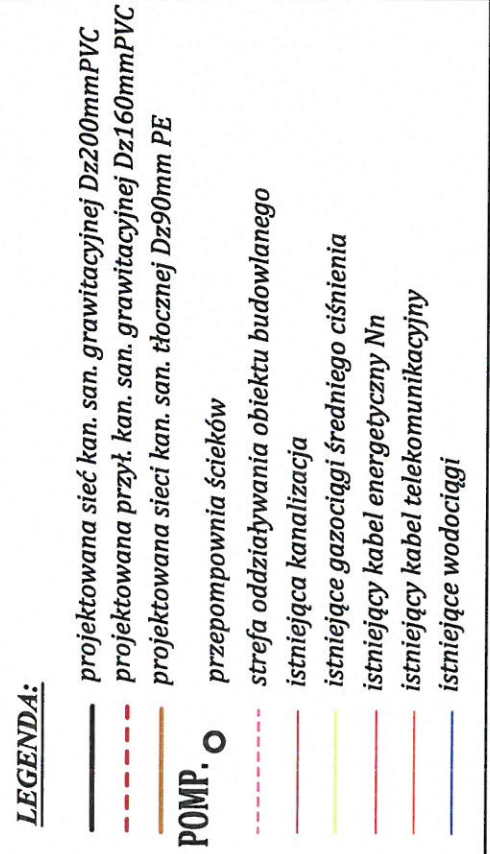 LEGENDA:
projektowana sieć kan. san. grawitacyjnej Dz200mmPVC
projektowana przył. kan. san. grawitacyjnej Dz160mmPVC
projektowana sieci kan. san. tłocznej Dz90mm PE
POMP. przepompownia ścieków
strefa oddziaływania obiektu budowlanego
istniejąca kanalizacja
istniejące gazociągi średniego ciśnienia
istniejący kabel energetyczny Nn
istniejący kabel telekomunikacyjny
istniejące wodociągi